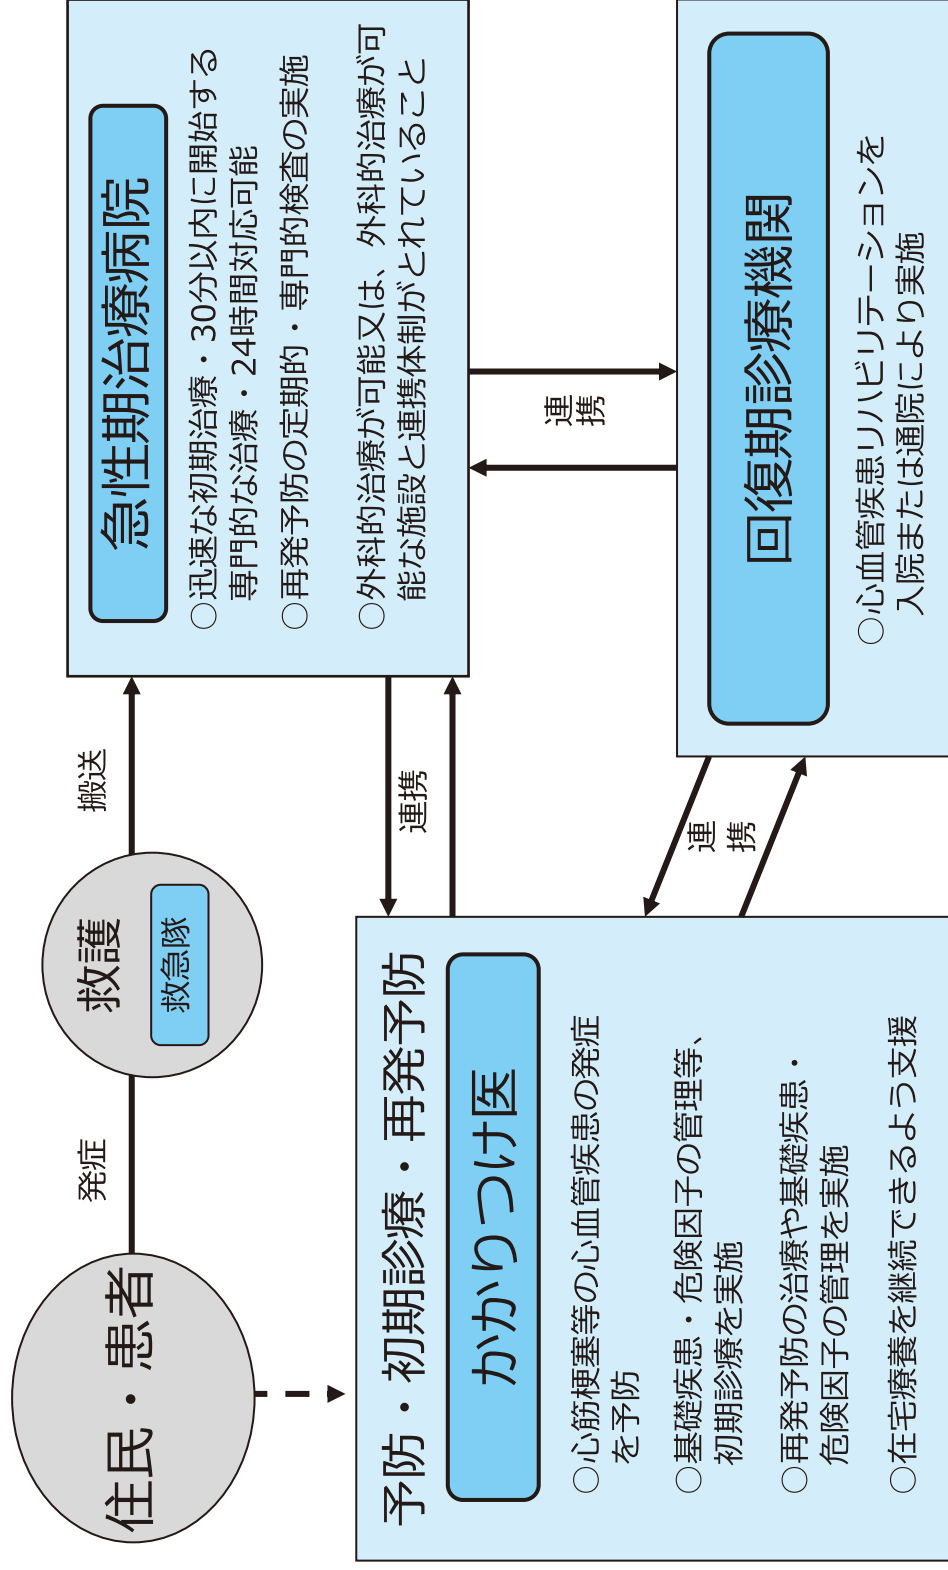 住民・患者
発症
救護
救急隊
搬送
急性期治療病院
○迅速な初期治療・30分以内に開始する
専門的な治療・24時間対応可能
○再発予防の定期的・専門的検査の実施
○外科的治療が可能又は、外科的治療が可
能な施設と連携体制がとれていること
連携
連
携
予防・初期診療・再発予防
かかりつけ医
○心筋梗塞等の心血管疾患の発症
を予防
○基礎疾患・危険因子の管理等、
初期診療を実施
○再発予防の治療や基礎疾患・
危険因子の管理を実施
○在宅療養を継続できるよう支援
連
携
回復期診療機関
○心血管疾患リハビリテーションを
入院または通院により実施